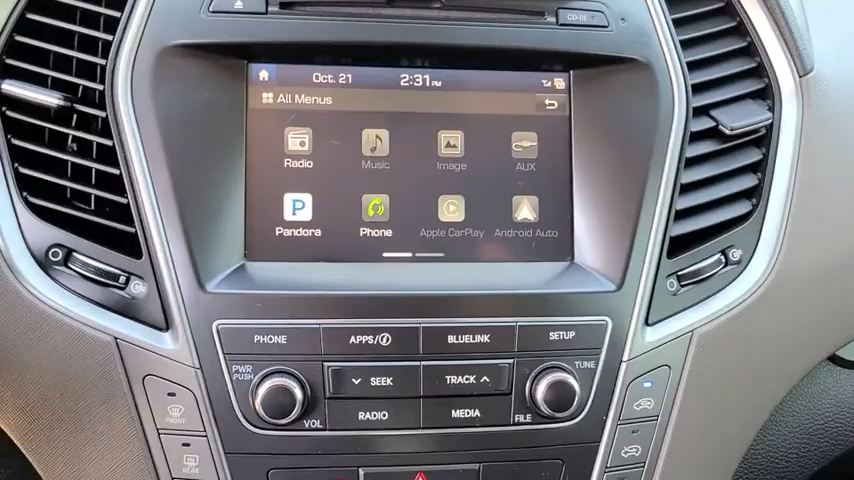 CD-IN
Oct. 21 2:31 PM
All Menus
Radio Music Image AUX
P
Pandora Phone Apple CarPlay Android Auto
PHONE APPS/i BLUELINK SETUP
PWR PUSH
TUNE
SEEK TRACK
VOL RADIO MEDIA FILE
FRONT
REAR